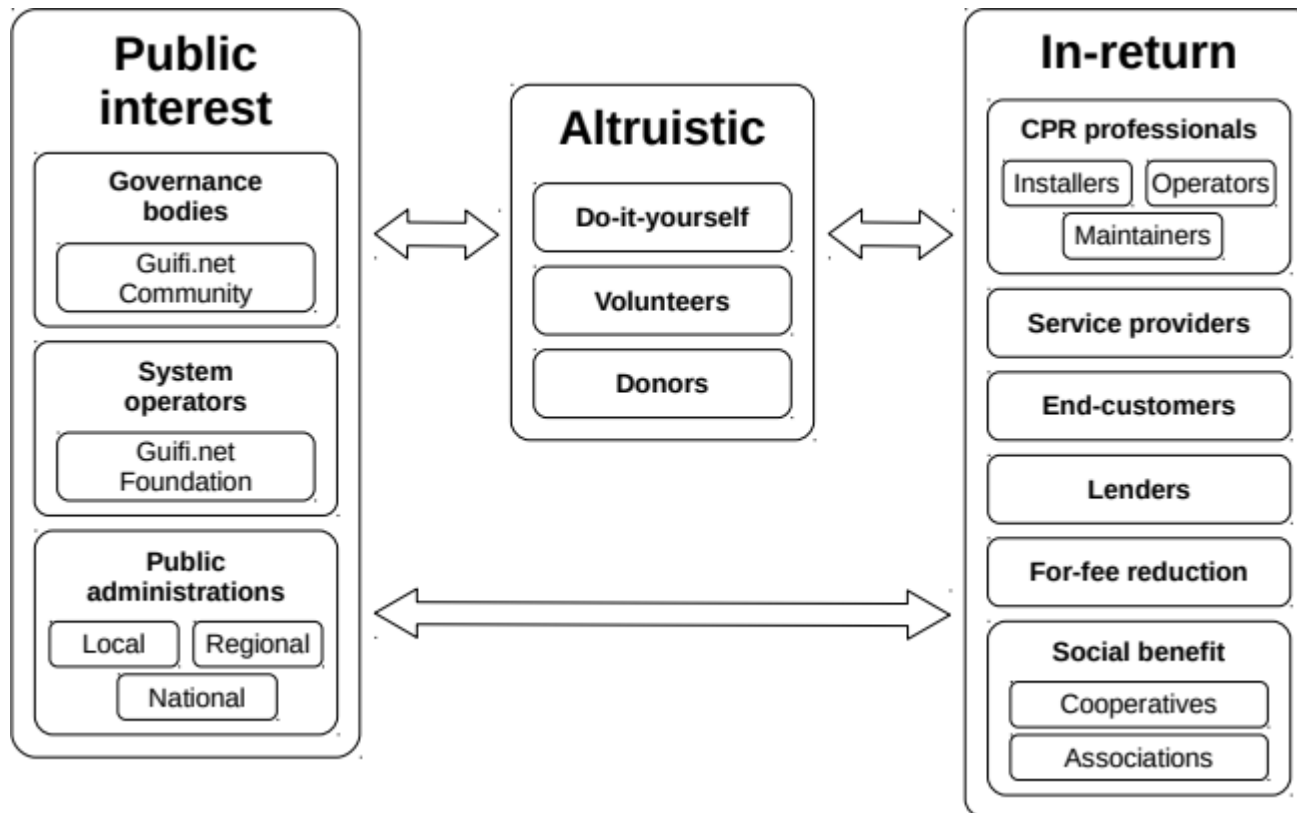 Public
interest
Governance
bodies
Guifi.net
Community
System
operators
Guifi.net
Foundation
Public
administrations
Local
Regional
National
Altruistic
Do-it-yourself
Volunteers
Donors
In-return
CPR professionals
Installers
Operators
Maintainers
Service providers
End-customers
Lenders
For-fee reduction
Social benefit
Cooperatives
Associations